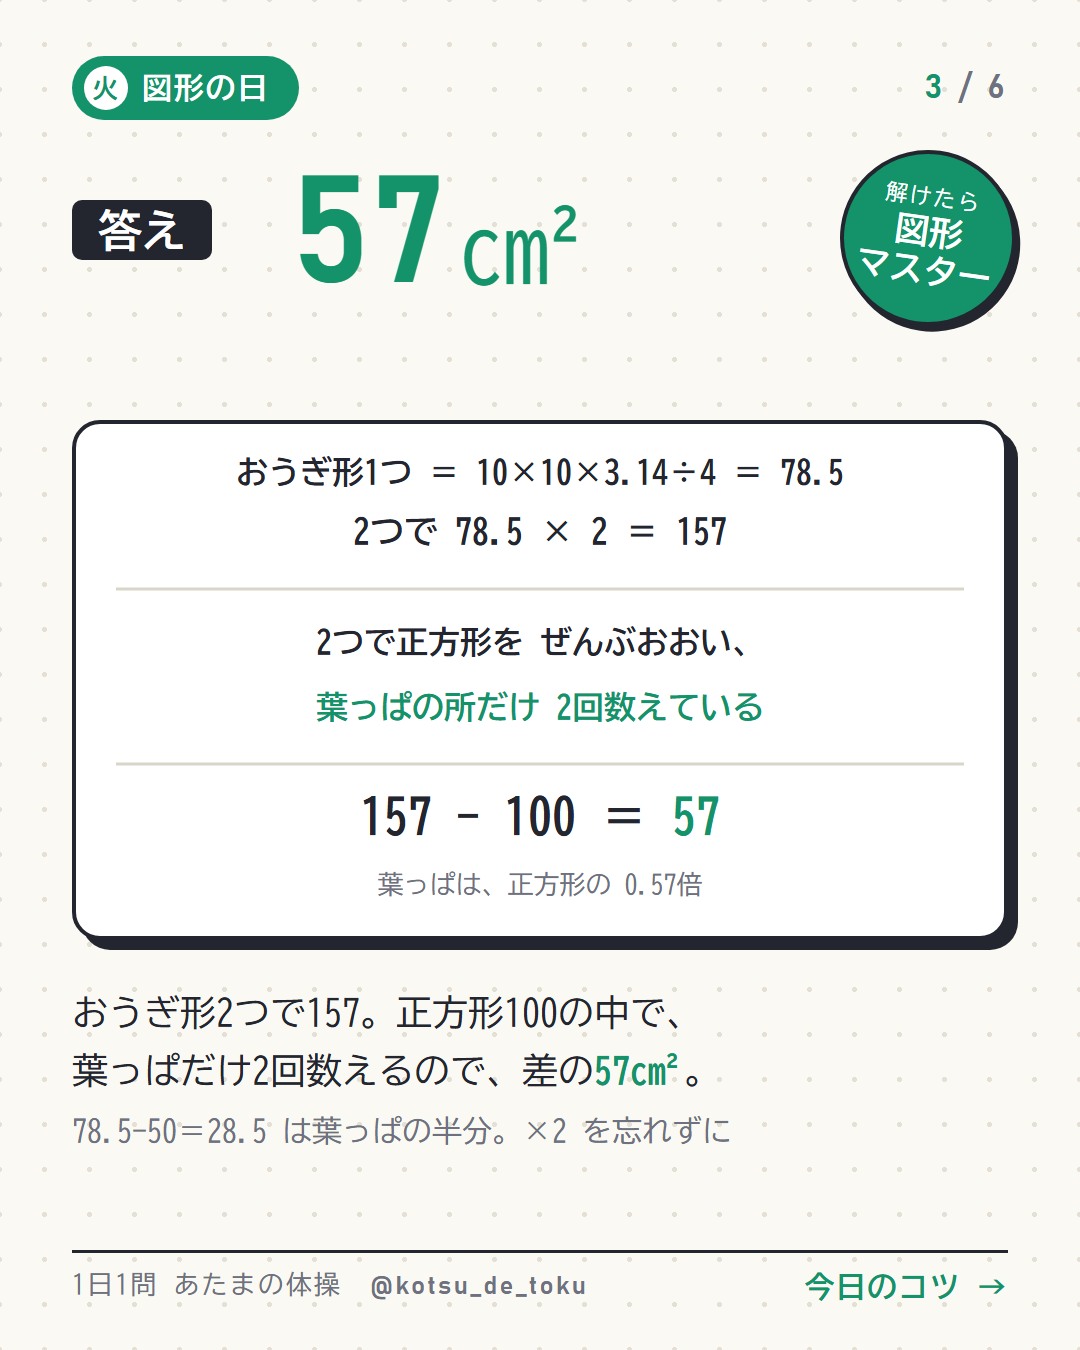 火 図形の日
3 / 6
答え 57cm²
解けたら
図形
マスター
おうぎ形1つ = 10×10×3.14÷4 = 78.5
2つで 78.5 × 2 = 157
2つで正方形を ぜんぶおおい、
葉っぱの所だけ 2回数えている
157 − 100 = 57
葉っぱは、正方形の 0.57倍
おうぎ形2つで157。正方形100の中で、
葉っぱだけ2回数えるので、差の57cm²。
78.5−50=28.5 は葉っぱの半分。×2 を忘れずに
1日1問 あたまの体操 @kotsu_de_toku
今日のコツ →